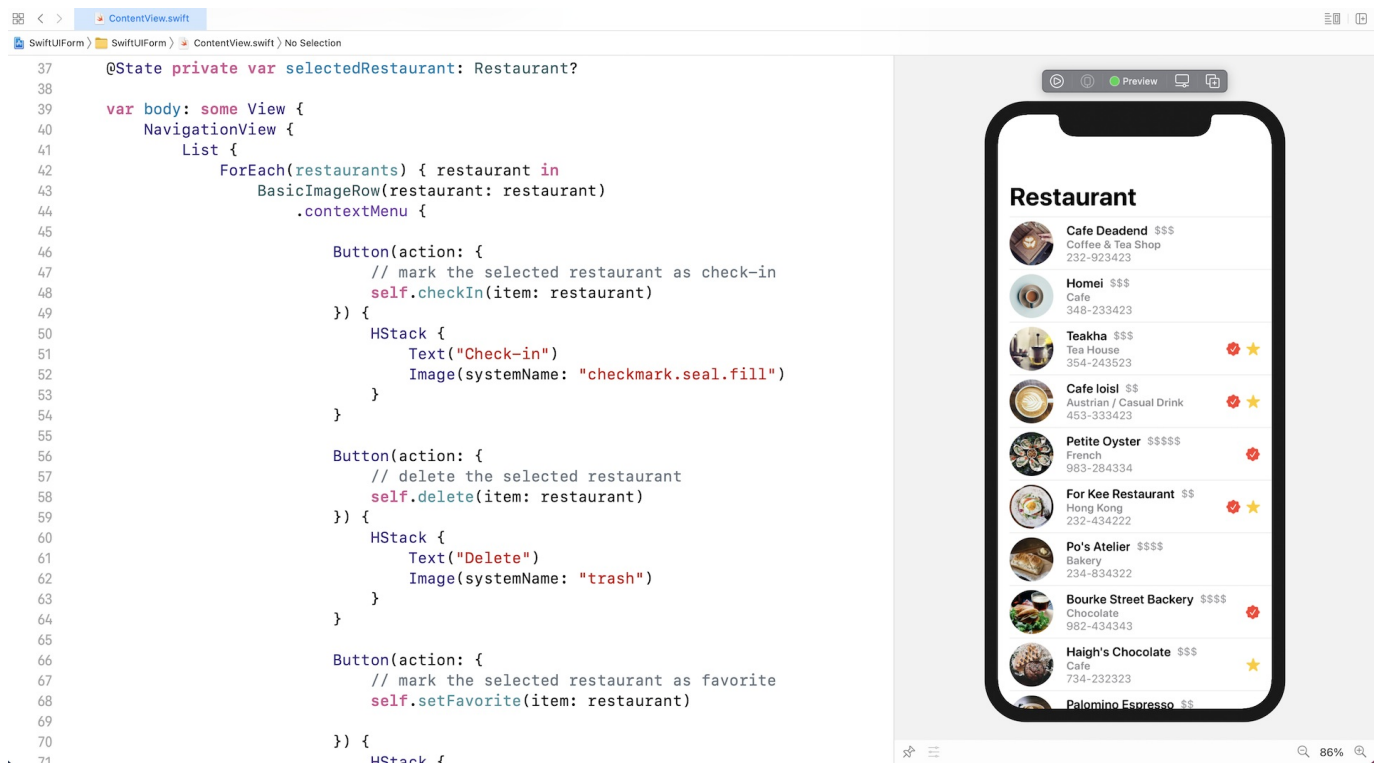 ContentView.swift
SwiftUIForm 〉 SwiftUIForm 〉 ContentView.swift 〉 No Selection
37 @State private var selectedRestaurant: Restaurant?
38
39 var body: some View {
40 NavigationView {
41 List {
42 ForEach(restaurants) { restaurant in
43 BasicImageRow(restaurant: restaurant)
44 .contextMenu {
45
46 Button(action: {
47 // mark the selected restaurant as check-in
48 self.checkIn(item: restaurant)
49 }) {
50 HStack {
51 Text("Check-in")
52 Image(systemName: "checkmark.seal.fill")
53 }
54 }
55
56 Button(action: {
57 // delete the selected restaurant
58 self.delete(item: restaurant)
59 }) {
60 HStack {
61 Text("Delete")
62 Image(systemName: "trash")
63 }
64 }
65
66 Button(action: {
67 // mark the selected restaurant as favorite
68 self.setFavorite(item: restaurant)
69
70 }) {
71 HStack {
Preview
Restaurant
Cafe Deadend $$$
Coffee & Tea Shop
232-923423
Homei $$$
Cafe
348-233423
Teakha $$$
Tea House
354-243523
Cafe loisl $$
Austrian / Casual Drink
453-333423
Petite Oyster $$$$$
French
983-284334
For Kee Restaurant $$
Hong Kong
232-434222
Po's Atelier $$$$
Bakery
234-834322
Bourke Street Backery $$$$
Chocolate
982-434343
Haigh's Chocolate $$$
Cafe
734-232323
Palomino Espresso $$
86%